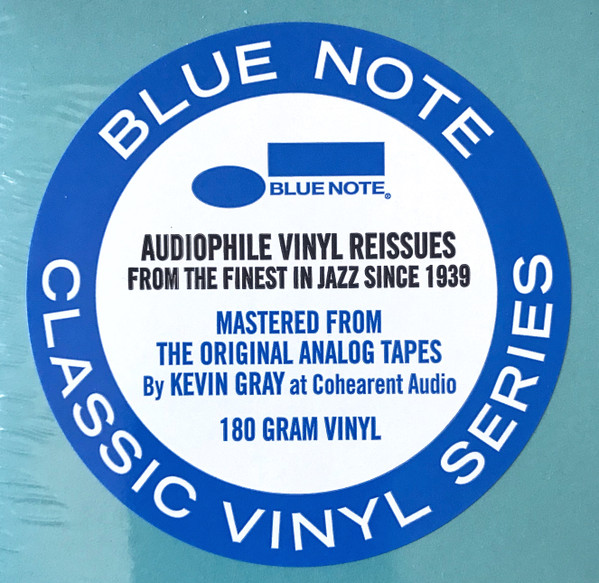 BLUE NOTE
BLUE NOTE®
AUDIOPHILE VINYL REISSUES
FROM THE FINEST IN JAZZ SINCE 1939
MASTERED FROM
THE ORIGINAL ANALOG TAPES
By KEVIN GRAY at Cohearent Audio
180 GRAM VINYL
CLASSIC VINYL SERIES